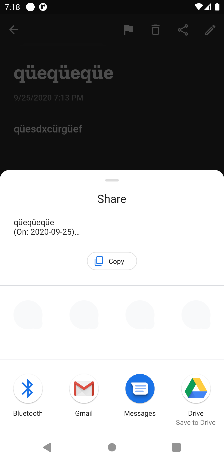 7:18
qüeqüeqüe
9/25/2020 7:13 PM
qüesdxcürgüef
Share
qüeqüeqüe
(On: 2020-09-25)...
Copy
Bluetooth Gmail Messages Drive
Save to Drive